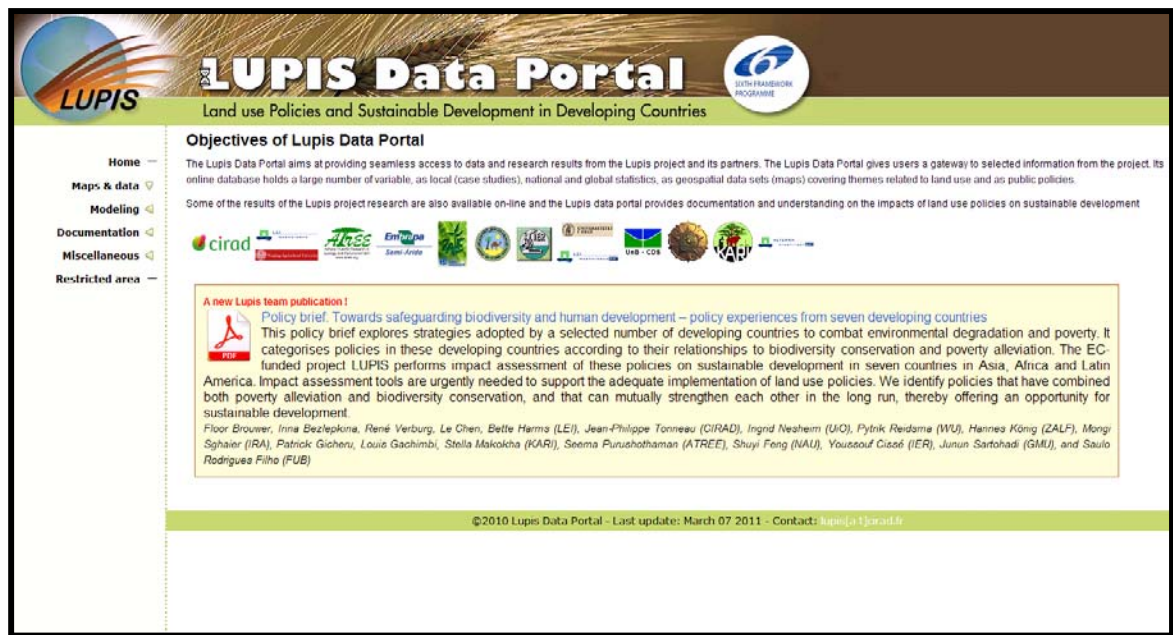 LUPIS
LUPIS Data Portal
SIXTH FRAMEWORK
PROGRAMME
Land use Policies and Sustainable Development in Developing Countries
Home
Maps & data
Modeling
Documentation
Miscellaneous
Restricted area
Objectives of Lupis Data Portal
The Lupis Data Portal aims at providing seamless access to data and research results from the Lupis project and its partners. The Lupis Data Portal gives users a gateway to selected information from the project. Its
online database holds a large number of variable, as local (case studies), national and global statistics, as geospatial data sets (maps) covering themes related to land use and as public policies.
Some of the results of the Lupis project research are also available on-line and the Lupis data portal provides documentation and understanding on the impacts of land use policies on sustainable development
cirad
ATREE
Embrapa
Semi-Árido
UnB - CDS
KARI
A new Lupis team publication !
PDF
Policy brief: Towards safeguarding biodiversity and human development – policy experiences from seven developing countries
This policy brief explores strategies adopted by a selected number of developing countries to combat environmental degradation and poverty. It
categorises policies in these developing countries according to their relationships to biodiversity conservation and poverty alleviation. The EC-
funded project LUPIS performs impact assessment of these policies on sustainable development in seven countries in Asia, Africa and Latin
America. Impact assessment tools are urgently needed to support the adequate implementation of land use policies. We identify policies that have combined
both poverty alleviation and biodiversity conservation, and that can mutually strengthen each other in the long run, thereby offering an opportunity for
sustainable development.
Floor Brouwer, Irina Bezlepkina, René Verburg, Le Chen, Bette Harms (LEI), Jean-Philippe Tonneau (CIRAD), Ingrid Nesheim (UiO), Pytrik Reidsma (WU), Hannes König (ZALF), Mongi
Sghaier (IRA), Patrick Gicheru, Louis Gachimbi, Stella Makokha (KARI), Seema Purushothaman (ATREE), Shuyi Feng (NAU), Youssouf Cissé (IER), Junun Sartohadi (GMU), and Saulo
Rodrigues Filho (FUB)
©2010 Lupis Data Portal - Last update: March 07 2011 - Contact: lupis[a t]cirad.fr